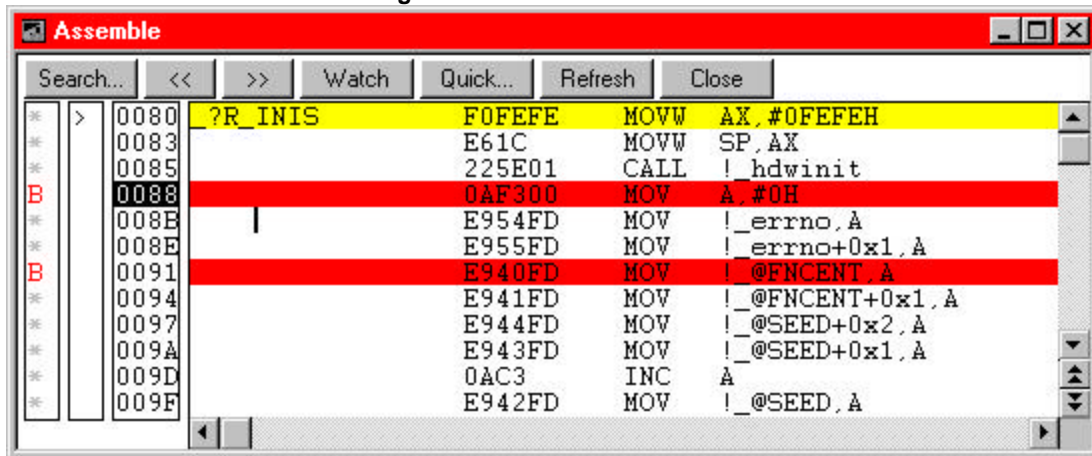 Assemble
Search... << >> Watch Quick... Refresh Close
* > 0080 _?R_INIS F0FEFE MOVW AX,#0FEFEH
* 0083 E61C MOVW SP,AX
* 0085 225E01 CALL !_hdwinit
B 0088 0AF300 MOV A,#0H
* 008B E954FD MOV !_errno,A
* 008E E955FD MOV !_errno+0x1,A
B 0091 E940FD MOV !_@FNCENT,A
* 0094 E941FD MOV !_@FNCENT+0x1,A
* 0097 E944FD MOV !_@SEED+0x2,A
* 009A E943FD MOV !_@SEED+0x1,A
* 009D 0AC3 INC A
* 009F E942FD MOV !_@SEED,A